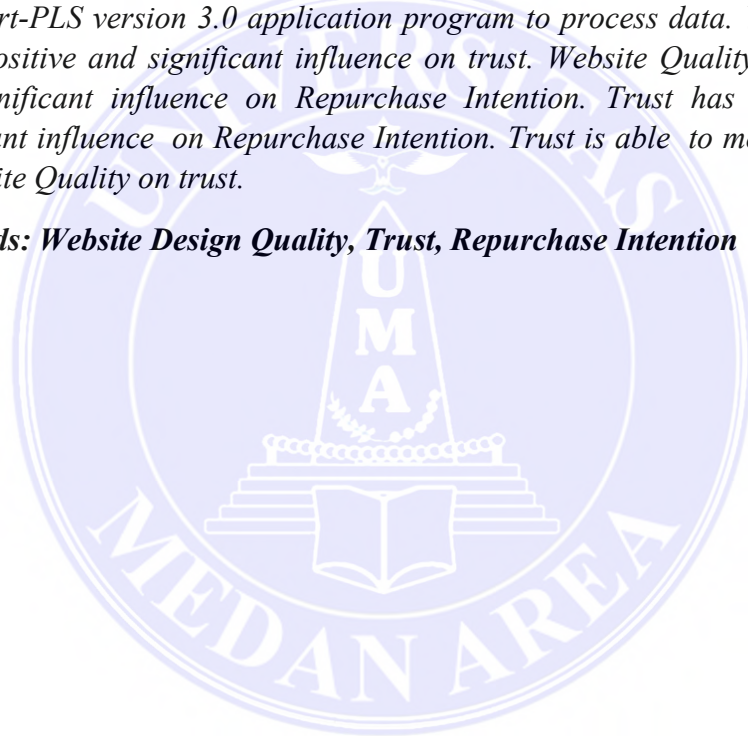 rt-PLS version 3.0 application program to process data.
ositive and significant influence on trust. Website Quality
nificant influence on Repurchase Intention. Trust has
ant influence on Repurchase Intention. Trust is able to m
ite Quality on trust.
ds: Website Design Quality, Trust, Repurchase Intention
UNIVERSITAS
UMA
MEDAN AREA